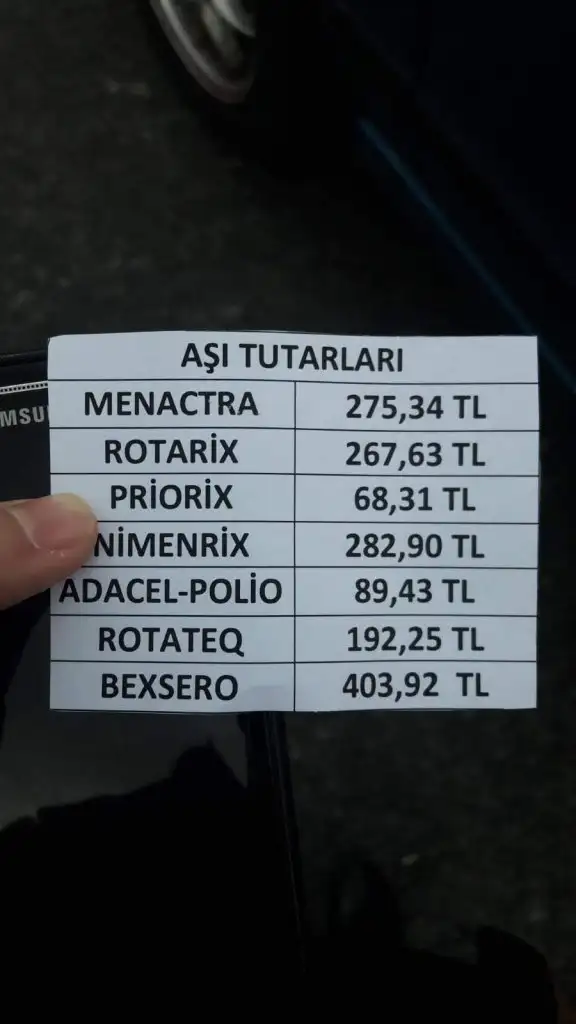 AŞI TUTARLARI
MENACTRA 275,34 TL
ROTARİX 267,63 TL
PRİORİX 68,31 TL
NİMENRİX 282,90 TL
ADACEL-POLİO 89,43 TL
ROTATEQ 192,25 TL
BEXSERO 403,92 TL
MSU